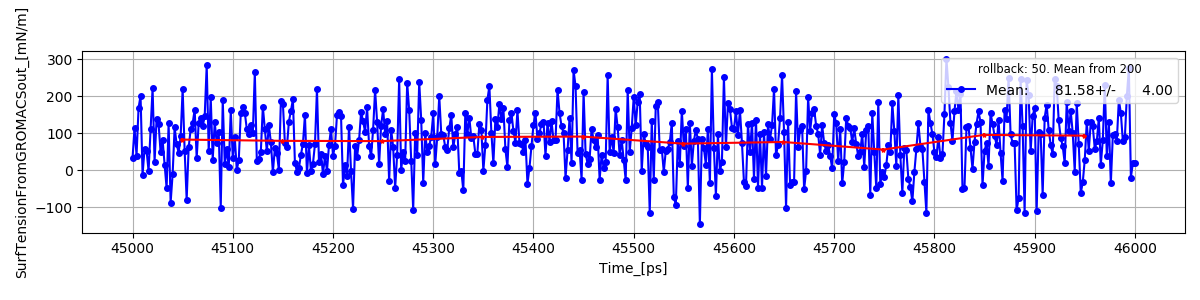 SurfTensionFromGROMACSout_[mN/m]
300
200
100
0
−100
rollback: 50. Mean from 200
Mean: 81.58+/- 4.00
45000 45100 45200 45300 45400 45500 45600 45700 45800 45900 46000
Time_[ps]